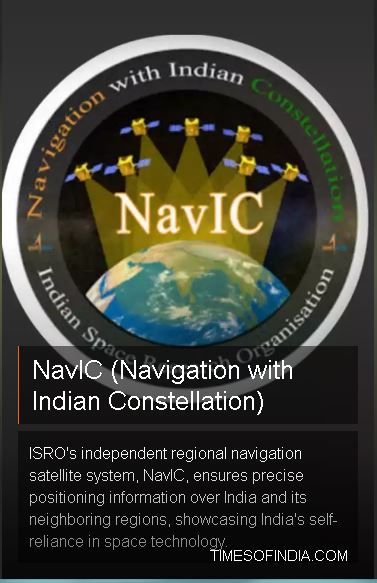 Navigation with Indian Constellation
NavIC
Indian Space Research Organisation
NavIC (Navigation with
Indian Constellation)
ISRO's independent regional navigation
satellite system, NavIC, ensures precise
positioning information over India and its
neighboring regions, showcasing India's self-
reliance in space technology.
TIMESOFINDIA.COM